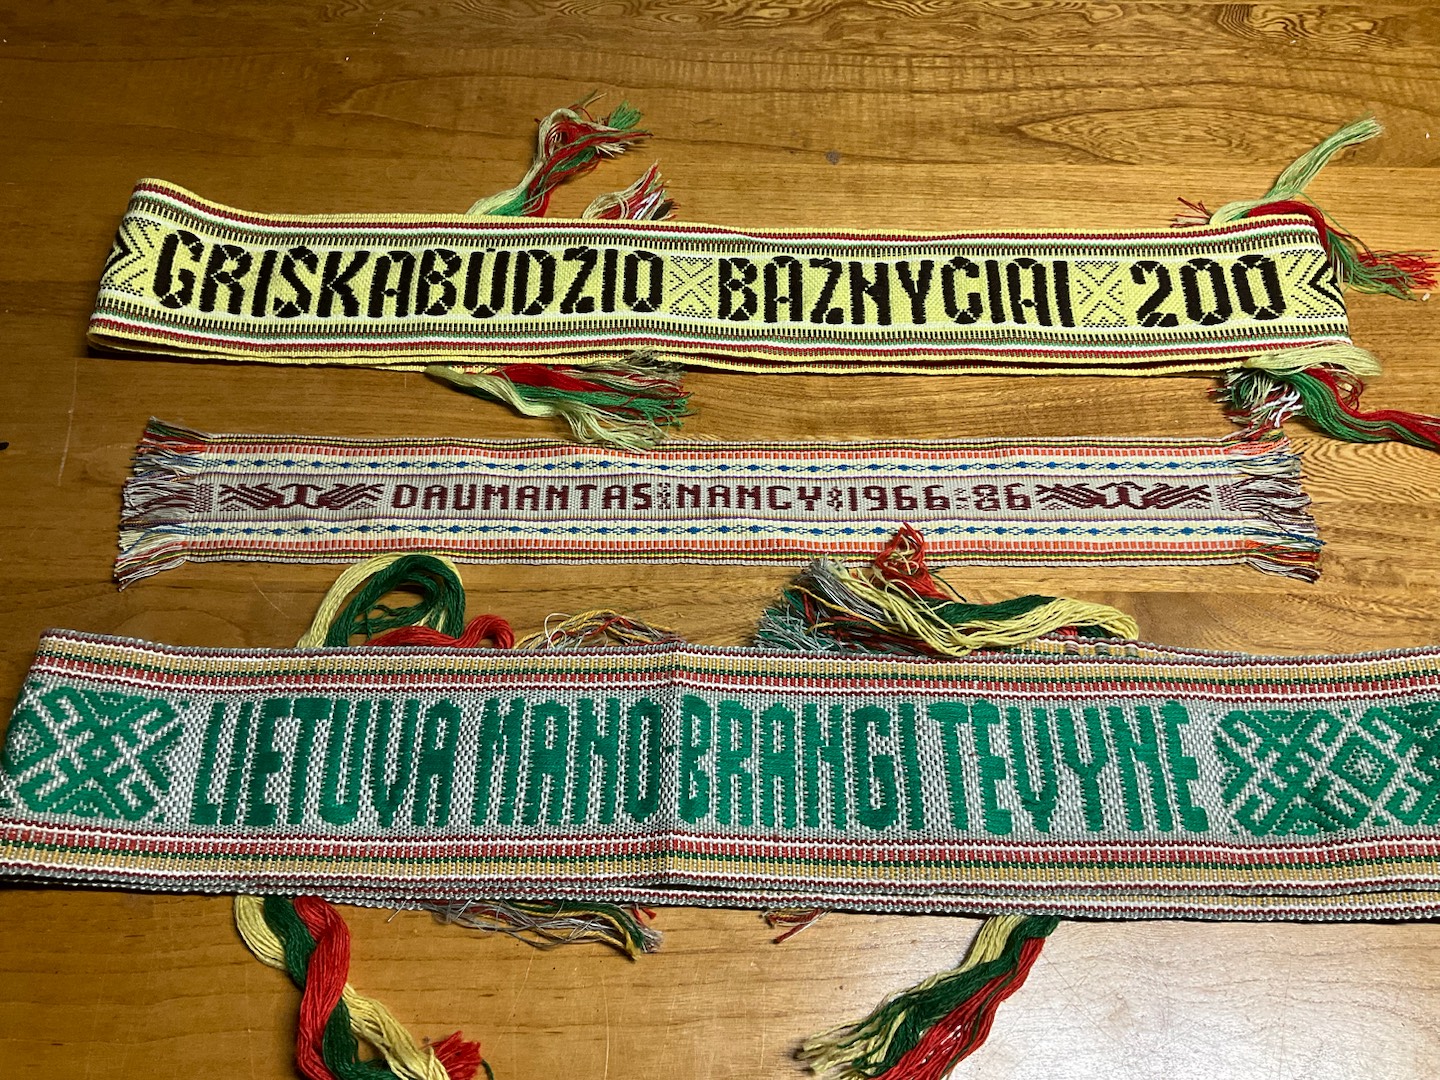 GRIŠKABŪDŽIO BAŽNYČIAI 200
DAUMANTAS NANCY 1966 86
LIETUVA MANO BRANGI TĖVYNĖ